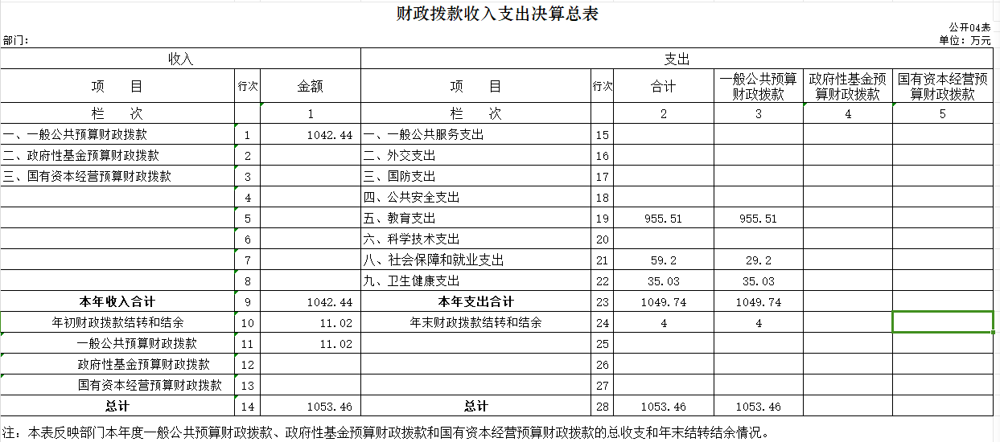 财政拨款收入支出决算总表
公开04表
部门： 单位：万元
收入 支出
项 目 行次 金额 项 目 行次 合计 一般公共预算财政拨款 政府性基金预算财政拨款 国有资本经营预算财政拨款
栏 次 1 栏 次 2 3 4 5
一、一般公共预算财政拨款 1 1042.44 一、一般公共服务支出 15
二、政府性基金预算财政拨款 2 二、外交支出 16
三、国有资本经营预算财政拨款 3 三、国防支出 17
4 四、公共安全支出 18
5 五、教育支出 19 955.51 955.51
6 六、科学技术支出 20
7 八、社会保障和就业支出 21 59.2 29.2
8 九、卫生健康支出 22 35.03 35.03
本年收入合计 9 1042.44 本年支出合计 23 1049.74 1049.74
年初财政拨款结转和结余 10 11.02 年末财政拨款结转和结余 24 4 4
一般公共预算财政拨款 11 11.02 25
政府性基金预算财政拨款 12 26
国有资本经营预算财政拨款 13 27
总计 14 1053.46 总计 28 1053.46 1053.46
注：本表反映部门本年度一般公共预算财政拨款、政府性基金预算财政拨款和国有资本经营预算财政拨款的总收支和年末结转结余情况。